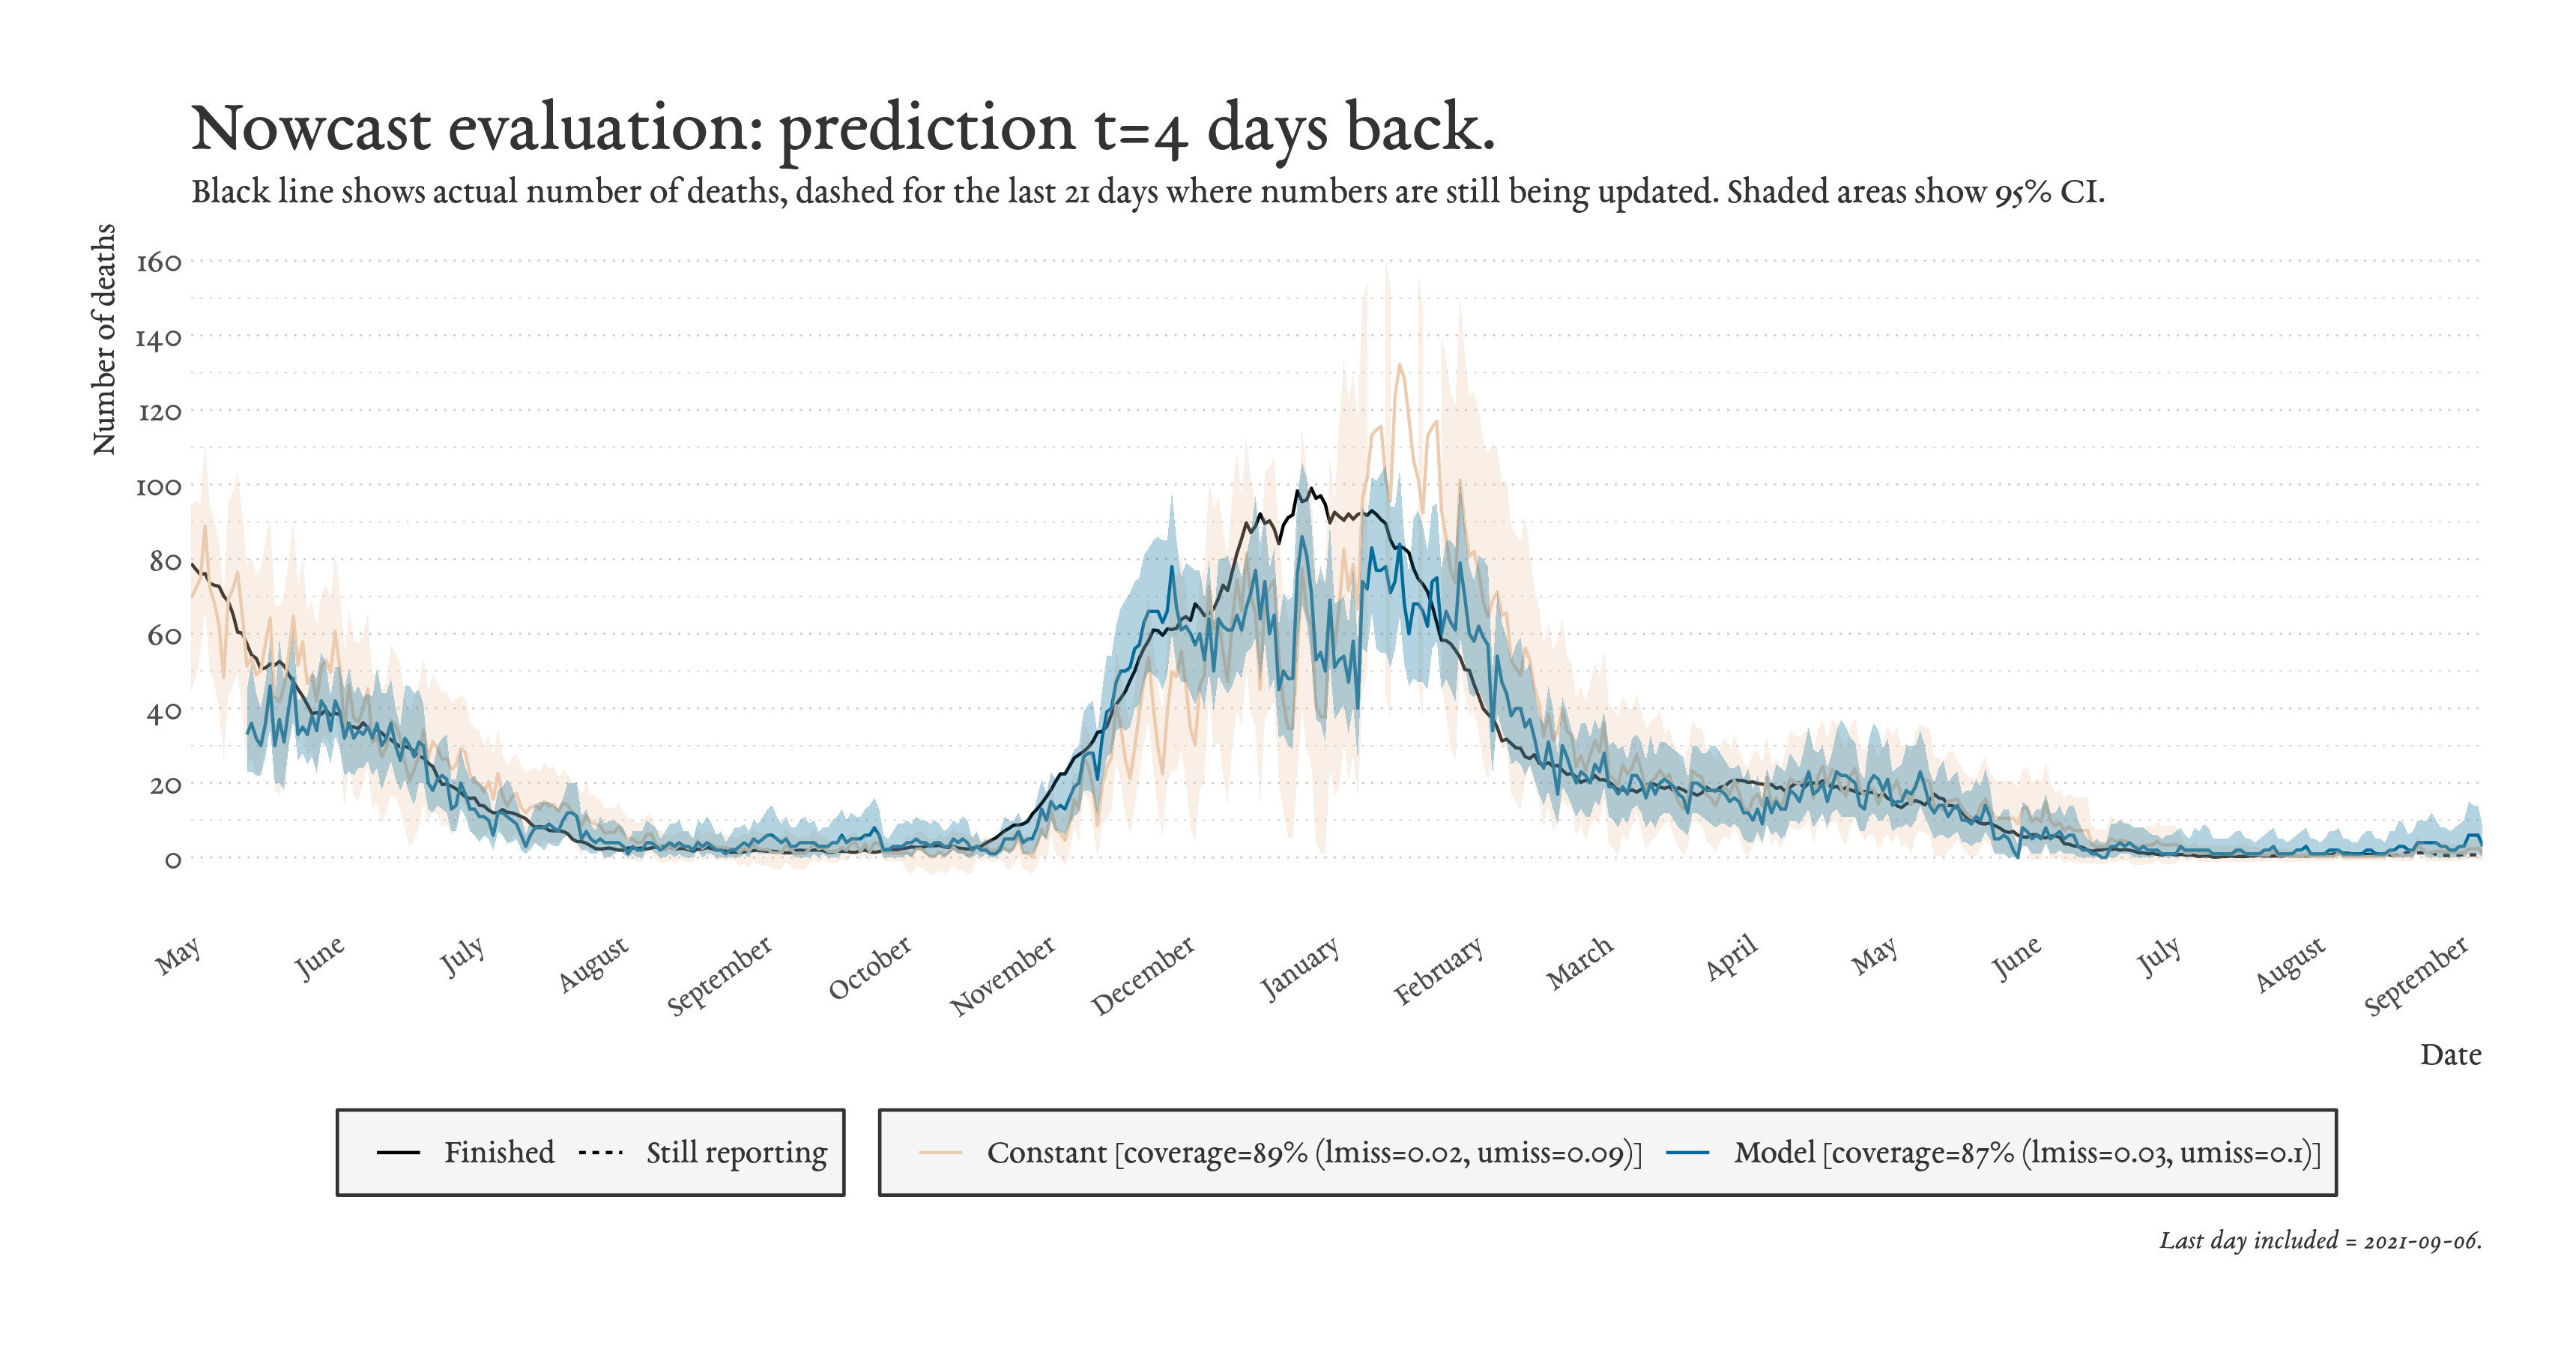 Nowcast evaluation: prediction t=4 days back.
Black line shows actual number of deaths, dashed for the last 21 days where numbers are still being updated. Shaded areas show 95% CI.
Number of deaths
160
140
120
100
80
60
40
20
0
May June July August September October November December January February March April May June July August September
Date
Finished Still reporting Constant [coverage=89% (lmiss=0.02, umiss=0.09)] Model [coverage=87% (lmiss=0.03, umiss=0.1)]
Last day included = 2021-09-06.